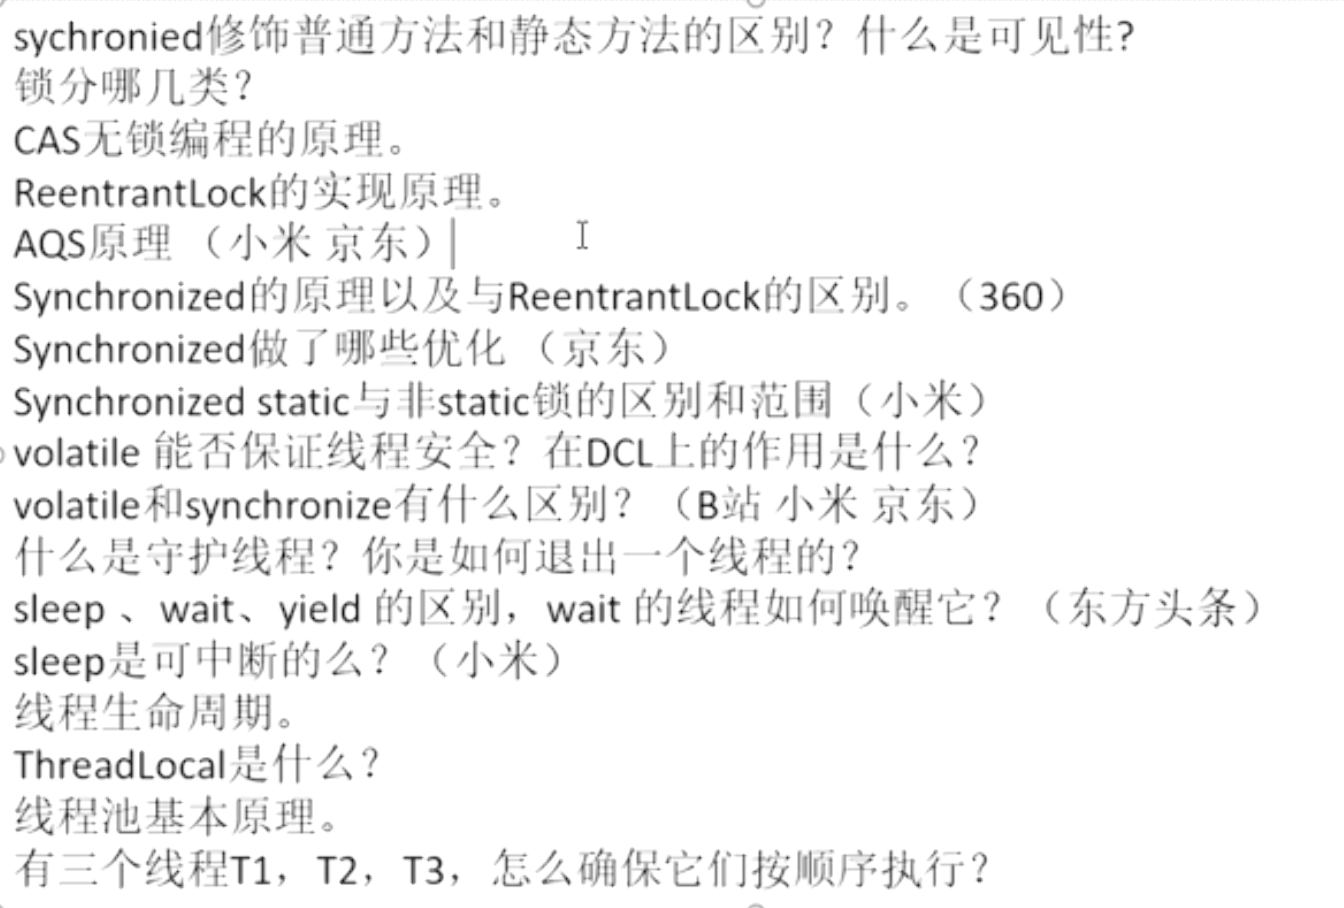 sychronied修饰普通方法和静态方法的区别？什么是可见性?
锁分哪几类？
CAS无锁编程的原理。
ReentrantLock的实现原理。
AQS原理 （小米 京东）
Synchronized的原理以及与ReentrantLock的区别。（360）
Synchronized做了哪些优化 （京东）
Synchronized static与非static锁的区别和范围（小米）
volatile 能否保证线程安全？在DCL上的作用是什么？
volatile和synchronize有什么区别？（B站 小米 京东）
什么是守护线程？你是如何退出一个线程的？
sleep 、wait、yield 的区别，wait 的线程如何唤醒它？（东方头条）
sleep是可中断的么？（小米）
线程生命周期。
ThreadLocal是什么？
线程池基本原理。
有三个线程T1，T2，T3，怎么确保它们按顺序执行？